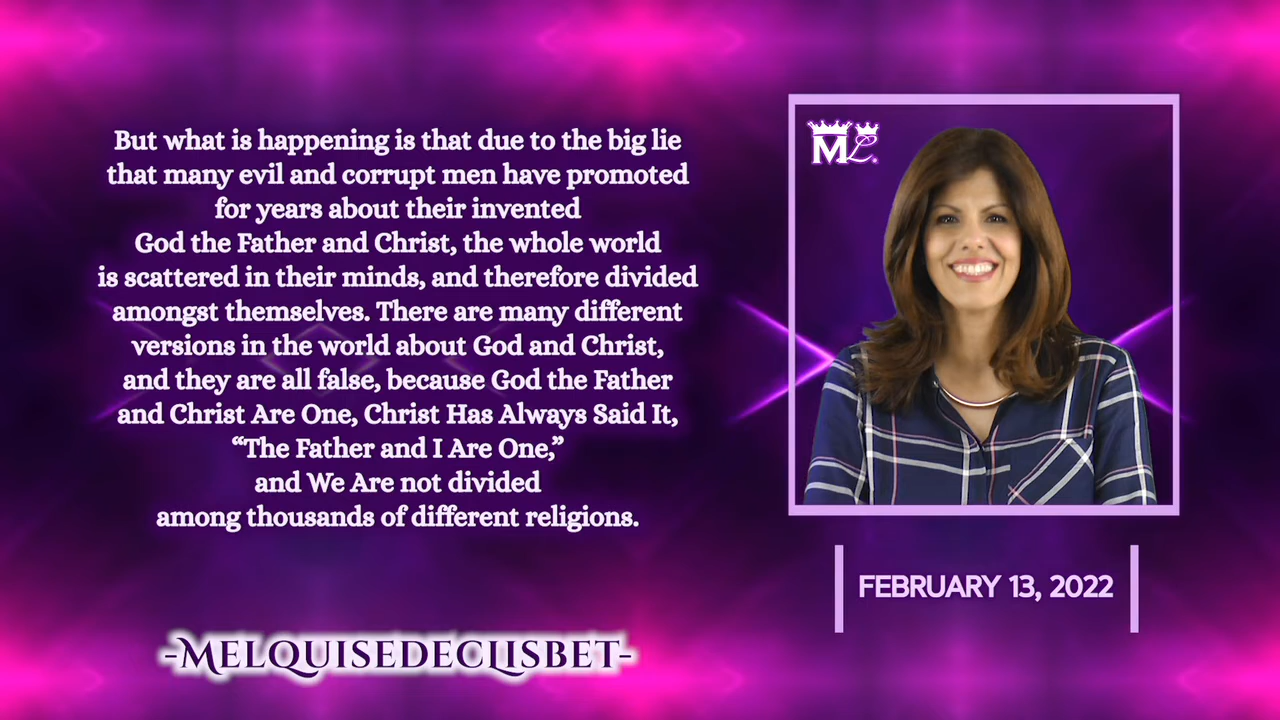 But what is happening is that due to the big lie
that many evil and corrupt men have promoted
for years about their invented
God the Father and Christ, the whole world
is scattered in their minds, and therefore divided
amongst themselves. There are many different
versions in the world about God and Christ,
and they are all false, because God the Father
and Christ Are One, Christ Has Always Said It,
“The Father and I Are One,”
and We Are not divided
among thousands of different religions.
-MELQUISEDECLISBET-
ML.
FEBRUARY 13, 2022